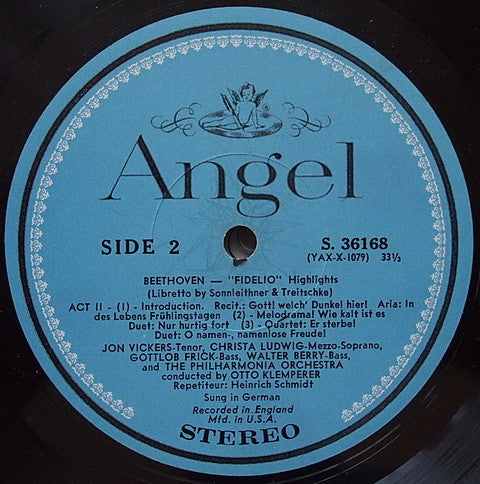 Angel
SIDE 2
S. 36168
(YAX-X-1079) 33⅓
BEETHOVEN — "FIDELIO" Highlights
(Libretto by Sonnleithner & Treitschke)
ACT II - (1) - Introduction. Recit.: Gott! welch' Dunkel hier! Aria: In
des Lebens Frühlingstagen (2) - Melodrama! Wie kalt ist es
Duet: Nur hurtig fort (3) - Quartet: Er sterbe!
Duet: O namen-, namenlose Freude!
JON VICKERS-Tenor, CHRISTA LUDWIG-Mezzo-Soprano,
GOTTLOB FRICK-Bass, WALTER BERRY-Bass,
and THE PHILHARMONIA ORCHESTRA
conducted by OTTO KLEMPERER
Repetiteur: Heinrich Schmidt
Sung in German
Recorded in England
Mfd. in U.S.A.
STEREO